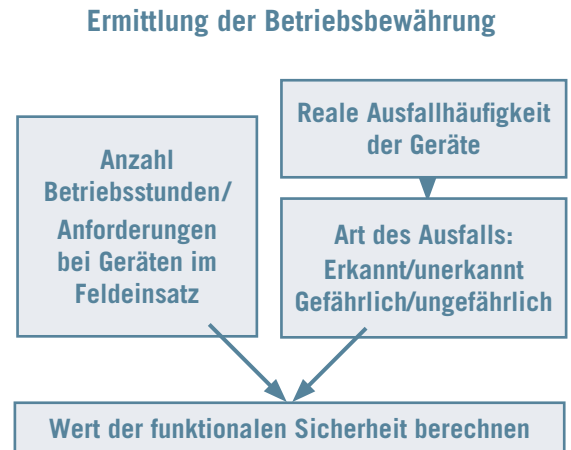 Ermittlung der Betriebsbewährung
Anzahl
Betriebsstunden/
Anforderungen
bei Geräten im
Feldeinsatz
Reale Ausfallhäufigkeit
der Geräte
Art des Ausfalls:
Erkannt/unerkannt
Gefährlich/ungefährlich
Wert der funktionalen Sicherheit berechnen